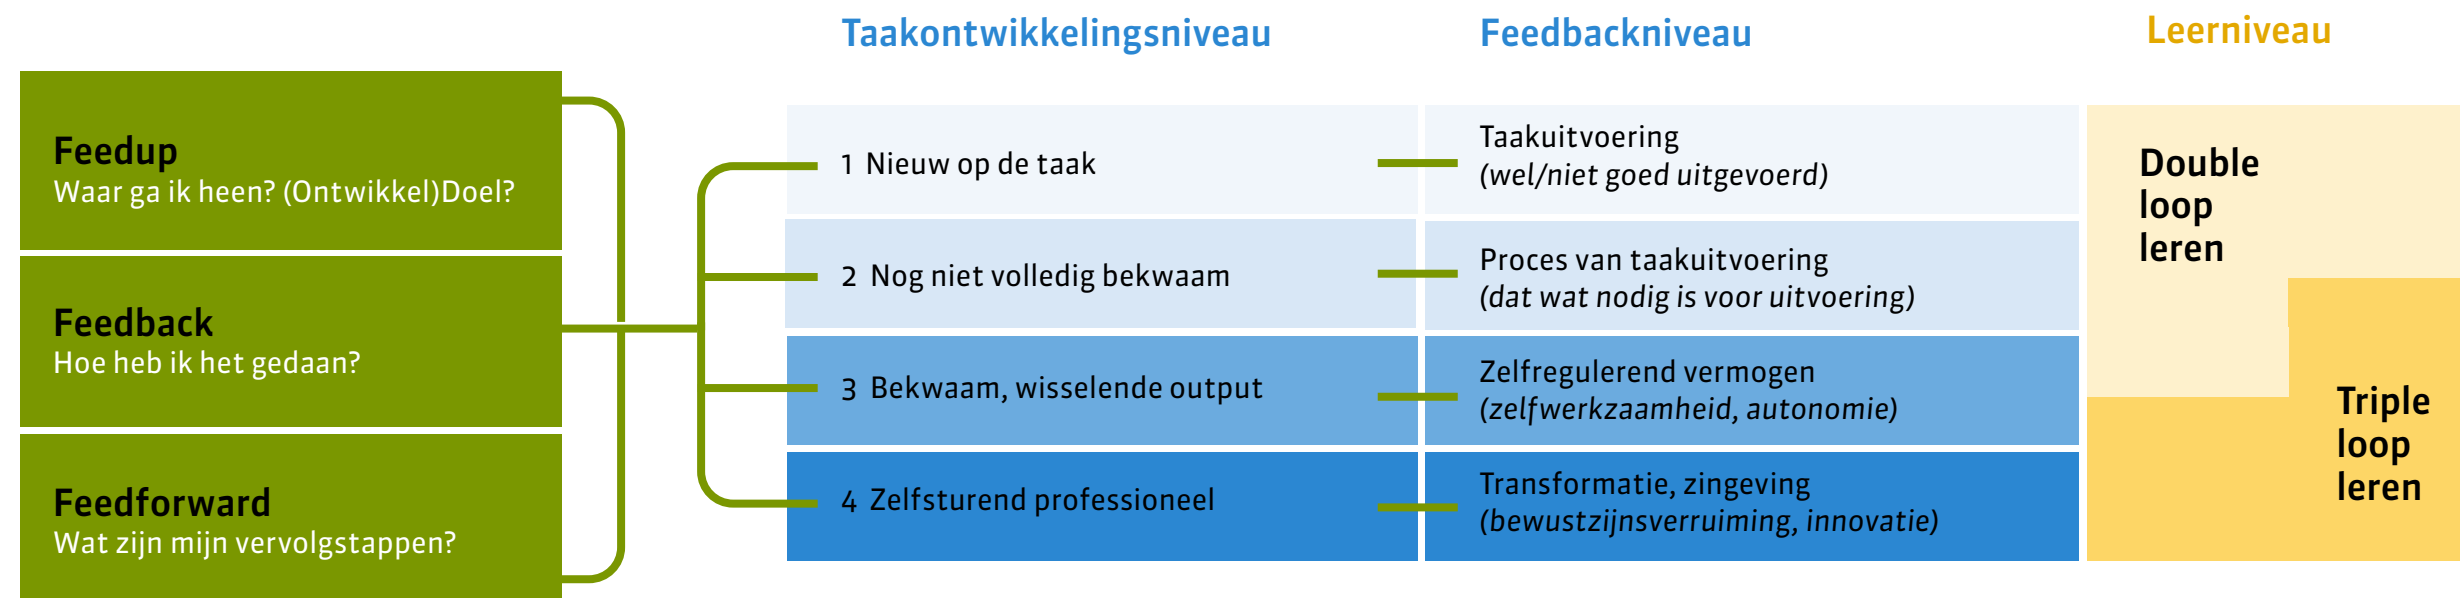 Taakontwikkelingsniveau
Feedbackniveau
Leerniveau
Feedup
Waar ga ik heen? (Ontwikkel)Doel?
Feedback
Hoe heb ik het gedaan?
Feedforward
Wat zijn mijn vervolgstappen?
1 Nieuw op de taak
Taakuitvoering
(wel/niet goed uitgevoerd)
2 Nog niet volledig bekwaam
Proces van taakuitvoering
(dat wat nodig is voor uitvoering)
3 Bekwaam, wisselende output
Zelfregulerend vermogen
(zelfwerkzaamheid, autonomie)
4 Zelfsturend professioneel
Transformatie, zingeving
(bewustzijnsverruiming, innovatie)
Double
loop
leren
Triple
loop
leren